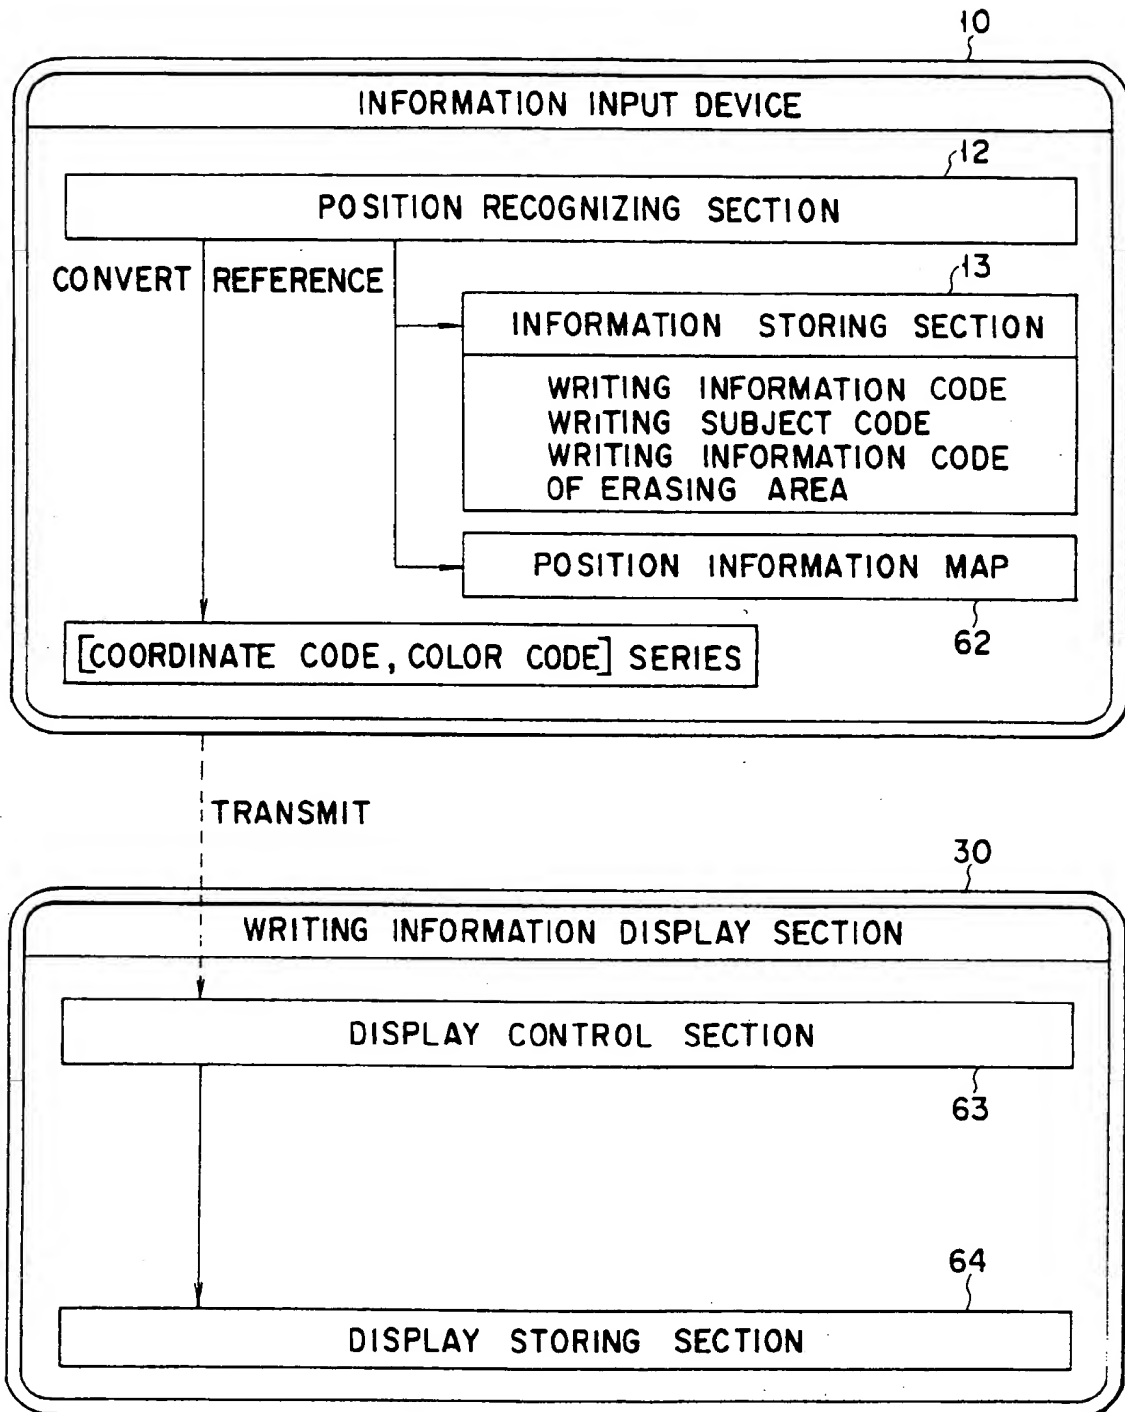 10
INFORMATION INPUT DEVICE
12
POSITION RECOGNIZING SECTION
CONVERT REFERENCE
13
INFORMATION STORING SECTION
WRITING INFORMATION CODE
WRITING SUBJECT CODE
WRITING INFORMATION CODE
OF ERASING AREA
POSITION INFORMATION MAP
62
[COORDINATE CODE, COLOR CODE] SERIES
TRANSMIT
30
WRITING INFORMATION DISPLAY SECTION
DISPLAY CONTROL SECTION
63
64
DISPLAY STORING SECTION